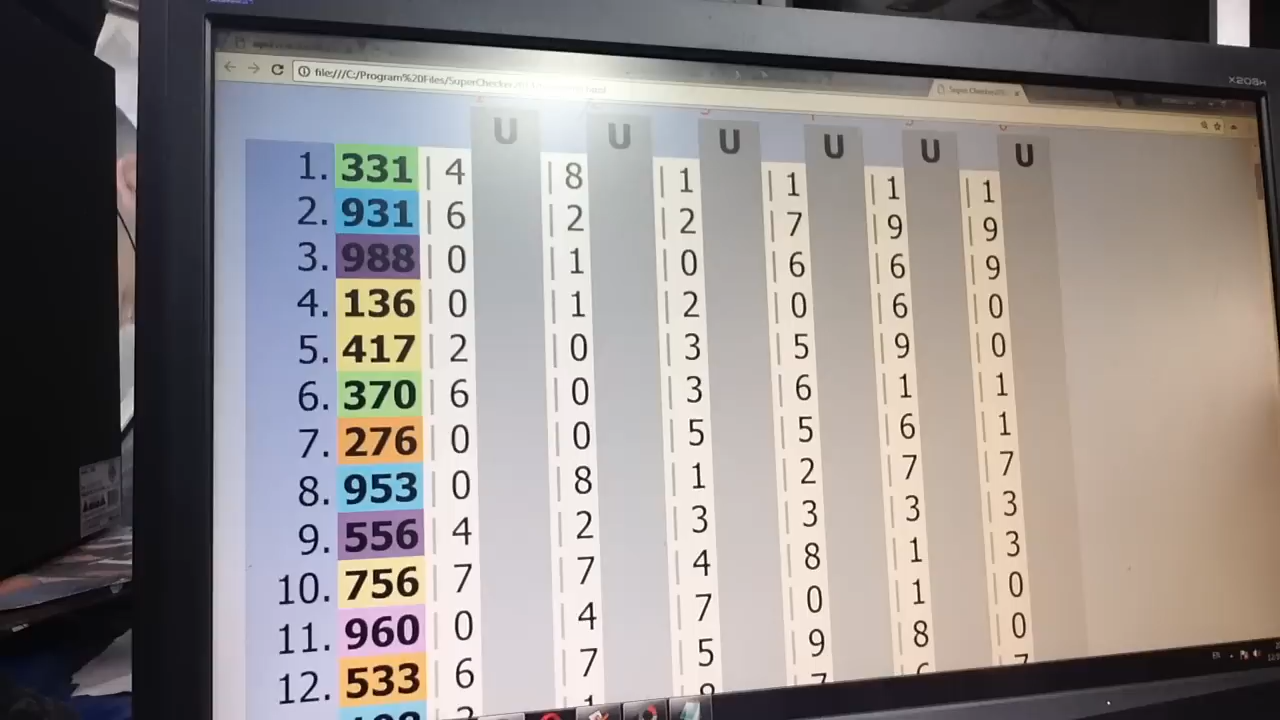 file:///C:/Program%20Files/SuperChecker
X20SH
U U U U U U
1. 331 | 4 | 8 | 1 | 1 | 1 | 1
2. 931 | 6 | 2 | 2 | 7 | 9 | 9
3. 988 | 0 | 1 | 0 | 6 | 6 | 9
4. 136 | 0 | 1 | 2 | 0 | 6 | 0
5. 417 | 2 | 0 | 3 | 5 | 9 | 0
6. 370 | 6 | 0 | 3 | 6 | 1 | 1
7. 276 | 0 | 0 | 5 | 5 | 6 | 1
8. 953 | 0 | 8 | 1 | 2 | 7 | 7
9. 556 | 4 | 2 | 3 | 3 | 3 | 3
10. 756 | 7 | 7 | 4 | 8 | 1 | 3
11. 960 | 0 | 4 | 7 | 0 | 1 | 0
12. 533 | 6 | 7 | 5 | 9 | 8 | 0